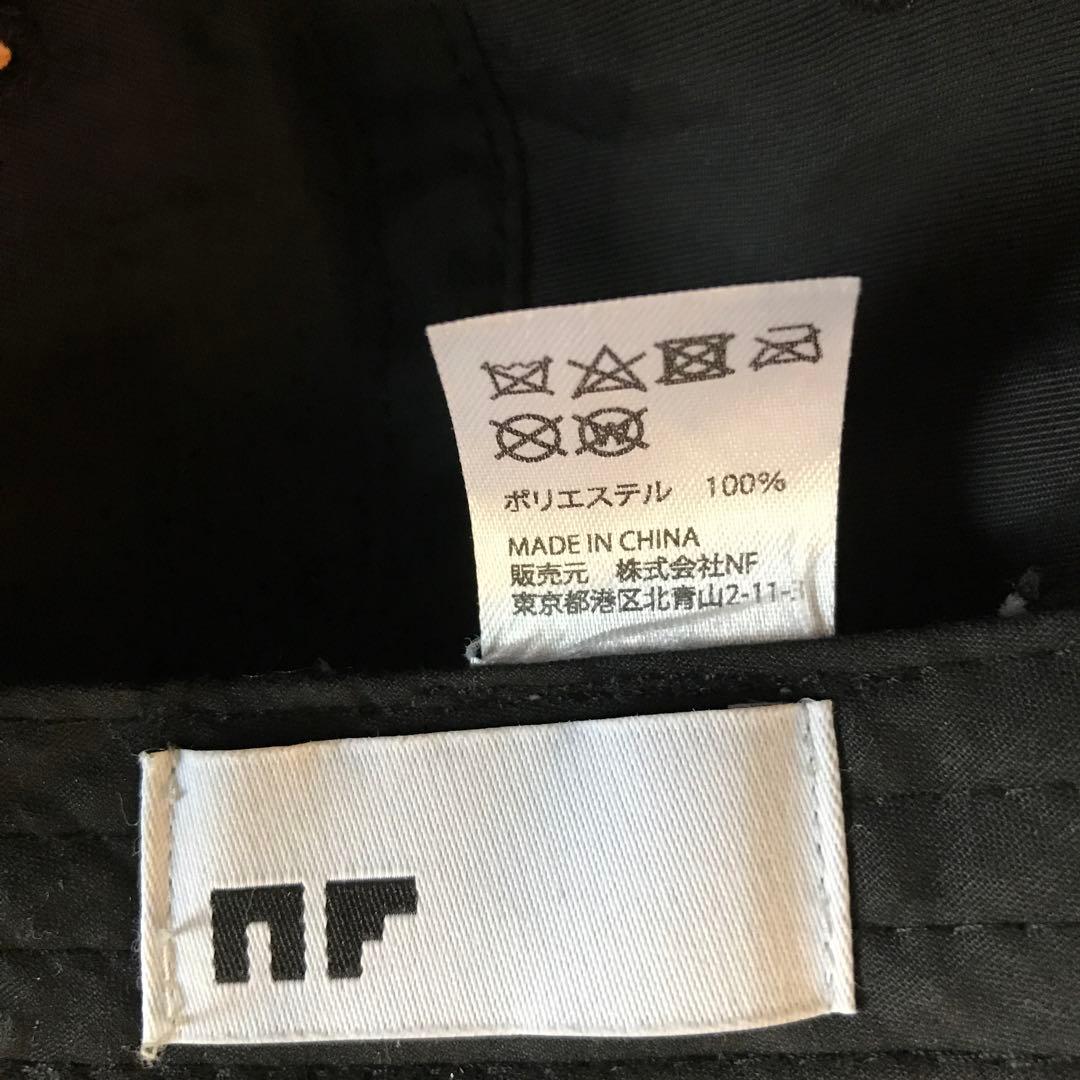 W
ポリエステル 100%
MADE IN CHINA
販売元 株式会社NF
東京都港区北青山2-11-3
nF